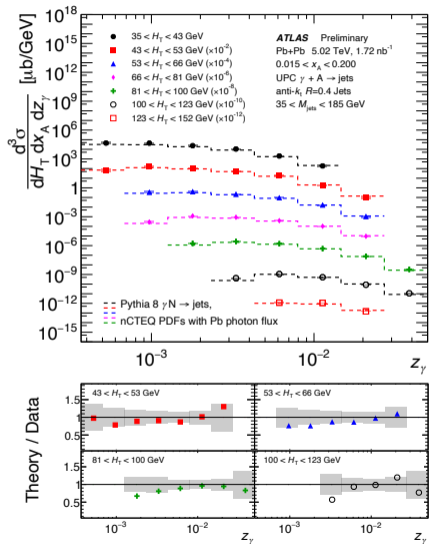 10^18
10^15
10^12
10^9
10^6
10^3
1
10^−3
10^−6
10^−9
10^−12
10^−15
d^3σ / dH_T dx_A dz_γ [μb/GeV]
35 < H_T < 43 GeV
43 < H_T < 53 GeV (×10^-2)
53 < H_T < 66 GeV (×10^-4)
66 < H_T < 81 GeV (×10^-6)
81 < H_T < 100 GeV (×10^-8)
100 < H_T < 123 GeV (×10^-10)
123 < H_T < 152 GeV (×10^-12)
ATLAS Preliminary
Pb+Pb 5.02 TeV, 1.72 nb^-1
0.015 < x_A < 0.200
UPC γ + A → jets
anti-k_t R=0.4 Jets
35 < M_jets < 185 GeV
Pythia 8 γ N → jets,
nCTEQ PDFs with Pb photon flux
10^−3
10^−2
z_γ
Theory / Data
43 < H_T < 53 GeV
53 < H_T < 66 GeV
1.5
1
0.5
81 < H_T < 100 GeV
100 < H_T < 123 GeV
1.5
1
0.5
10^−3
10^−2
z_γ
10^−3
10^−2
z_γ